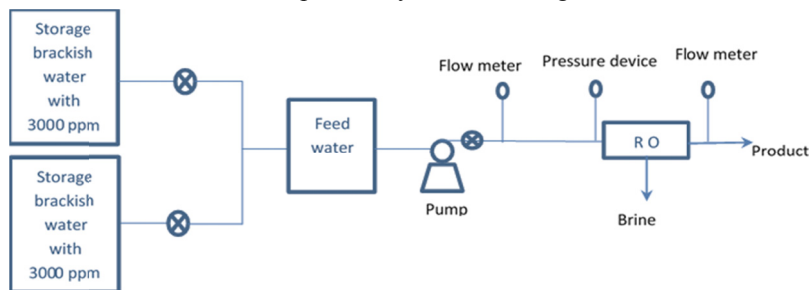 Storage
brackish
water
with
3000 ppm
Storage
brackish
water
with
3000 ppm
Feed
water
Pump
Flow meter
Pressure device
Flow meter
R O
Product
Brine